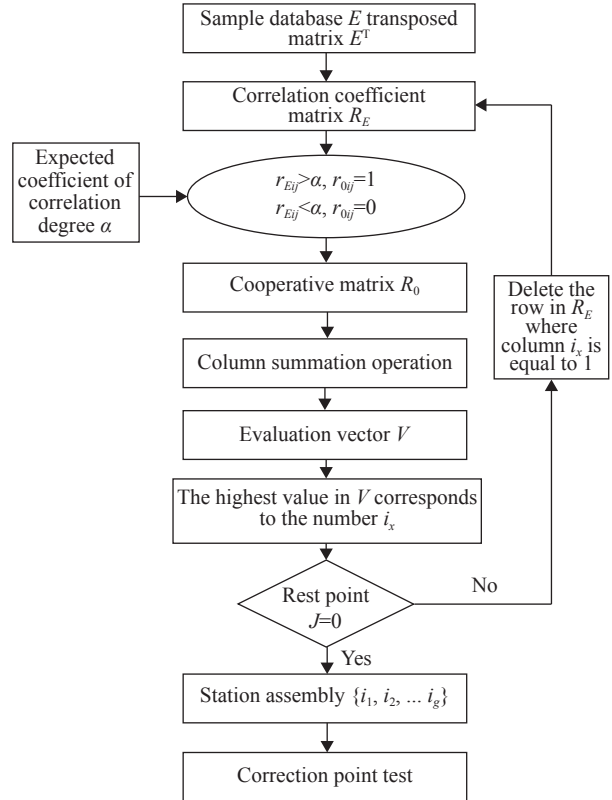 Sample database E transposed
matrix Eᵀ
Correlation coefficient
matrix R_E
Expected
coefficient of
correlation
degree α
r_Eij>α, r_0ij=1
r_Eij<α, r_0ij=0
Cooperative matrix R_0
Delete the
row in R_E
where
column i_x is
equal to 1
Column summation operation
Evaluation vector V
The highest value in V corresponds
to the number i_x
Rest point
J=0
No
Yes
Station assembly {i_1, i_2, ... i_g}
Correction point test